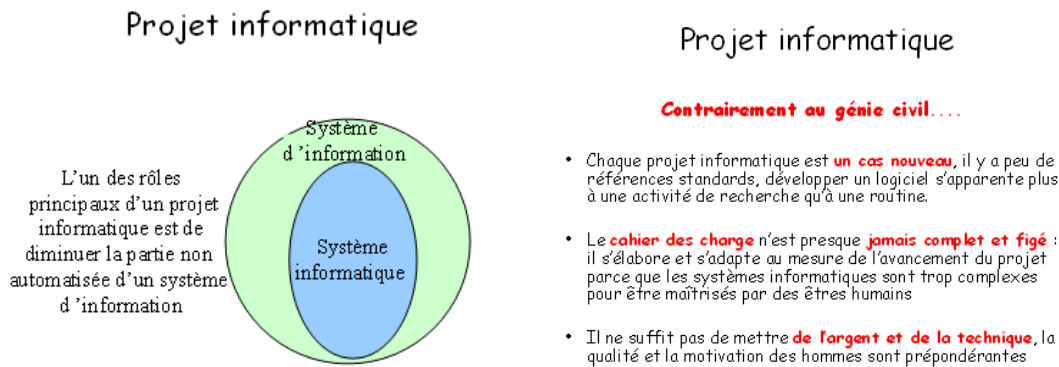 Projet informatique
Système
d ’information
L’un des rôles
principaux d’un projet
informatique est de
diminuer la partie non
automatisée d’un système
d ’information
Système
informatique
Projet informatique
Contrairement au génie civil....
• Chaque projet informatique est un cas nouveau, il y a peu de
références standards, développer un logiciel s’apparente plus
à une activité de recherche qu’à une routine.
• Le cahier des charge n’est presque jamais complet et figé :
il s’élabore et s’adapte au mesure de l’avancement du projet
parce que les systèmes informatiques sont trop complexes
pour être maîtrisés par des êtres humains
• Il ne suffit pas de mettre de l’argent et de la technique, la
qualité et la motivation des hommes sont prépondérantes